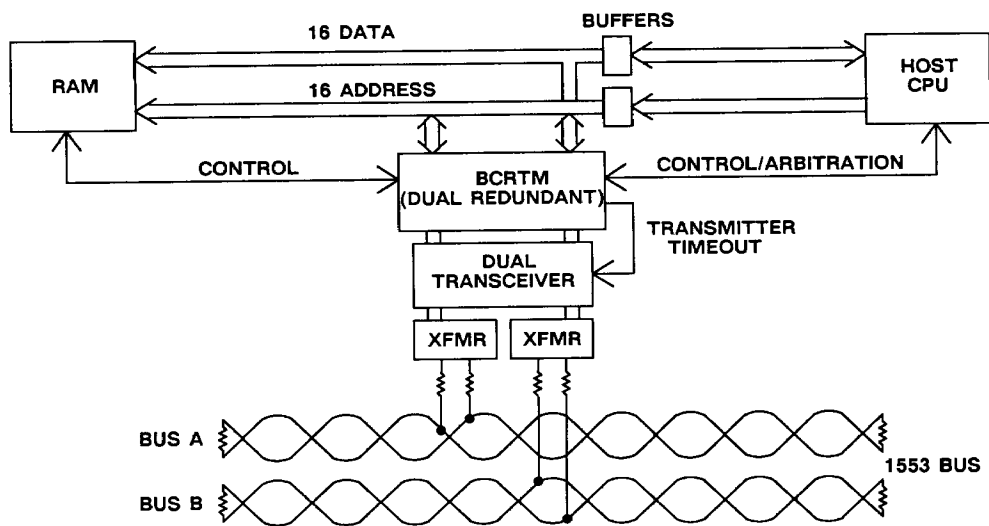 BUFFERS
16 DATA
RAM
HOST
CPU
16 ADDRESS
CONTROL
BCRTM
(DUAL REDUNDANT)
CONTROL/ARBITRATION
TRANSMITTER
TIMEOUT
DUAL
TRANSCEIVER
XFMR
XFMR
BUS A
1553 BUS
BUS B